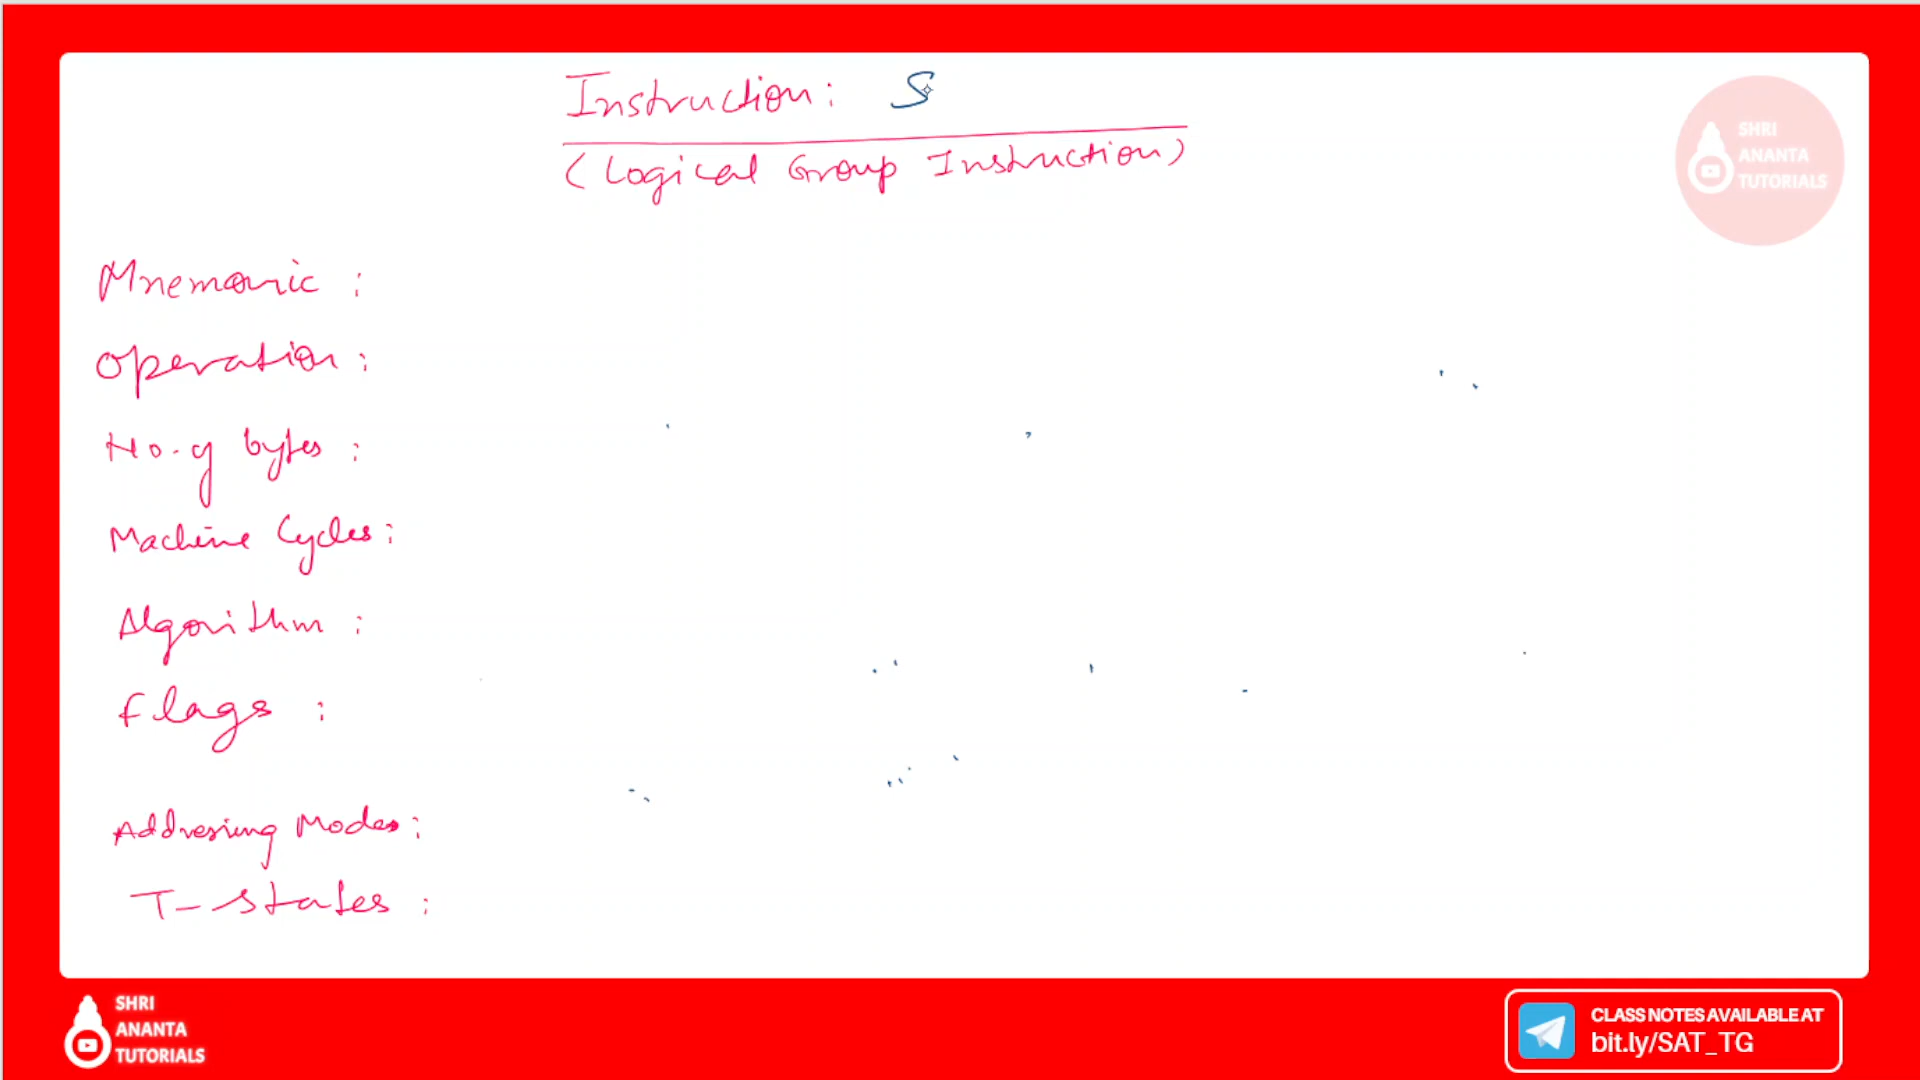 Instruction: S
(Logical Group Instruction)
SHRI
ANANTA
TUTORIALS
Mnemonic :
Operation :
No. of bytes :
Machine Cycles :
Algorithm :
Flags :
Addressing Modes :
T-states :
SHRI
ANANTA
TUTORIALS
CLASS NOTES AVAILABLE AT
bit.ly/SAT_TG